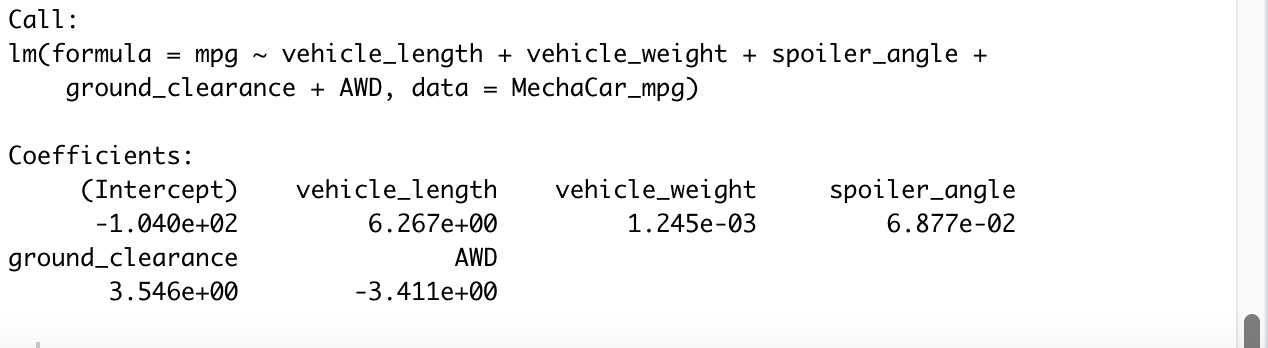 Call:
lm(formula = mpg ~ vehicle_length + vehicle_weight + spoiler_angle +
    ground_clearance + AWD, data = MechaCar_mpg)

Coefficients:
     (Intercept)    vehicle_length    vehicle_weight     spoiler_angle
      -1.040e+02         6.267e+00         1.245e-03         6.877e-02
ground_clearance               AWD
       3.546e+00        -3.411e+00